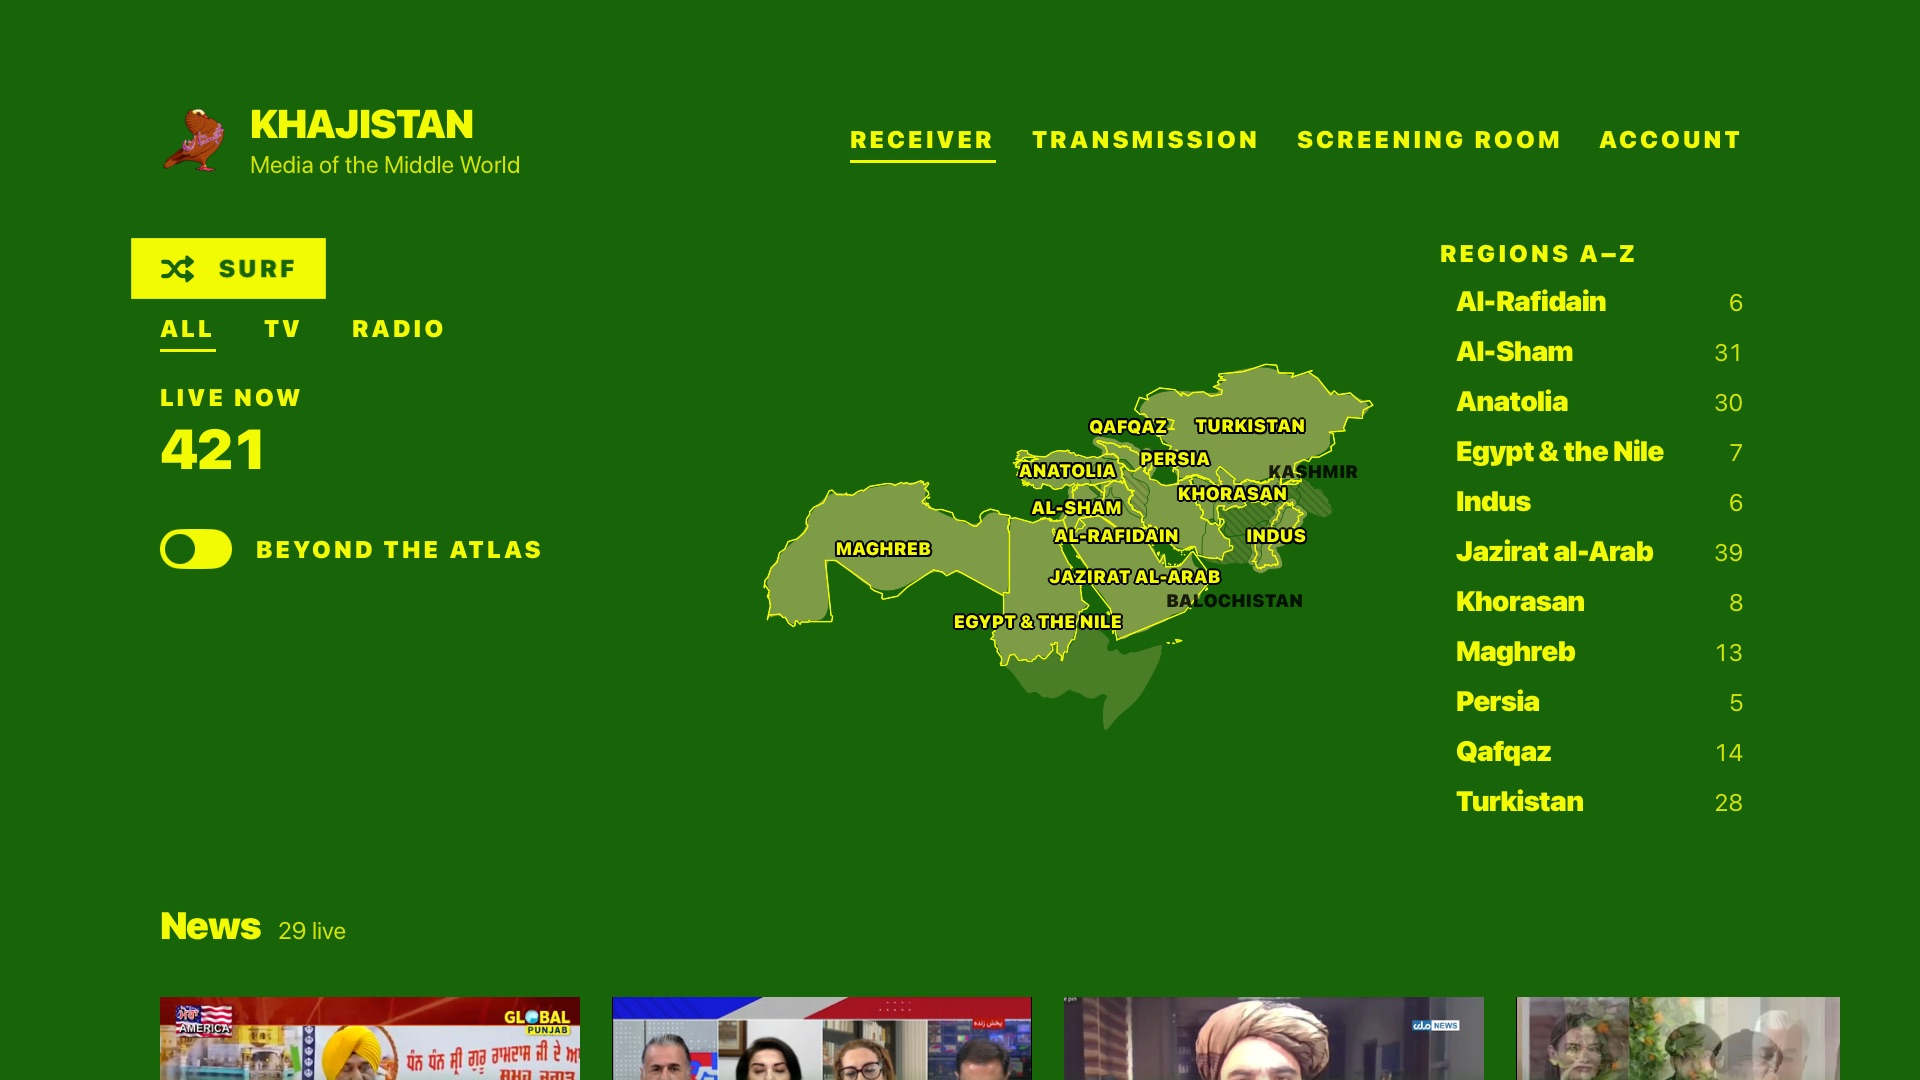 KHAJISTAN
Media of the Middle World
RECEIVER
TRANSMISSION
SCREENING ROOM
ACCOUNT
SURF
ALL
TV
RADIO
LIVE NOW
421
BEYOND THE ATLAS
QAFQAZ
TURKISTAN
PERSIA
ANATOLIA
KASHMIR
KHORASAN
AL-SHAM
AL-RAFIDAIN
INDUS
MAGHREB
JAZIRAT AL-ARAB
BALOCHISTAN
EGYPT & THE NILE
REGIONS A–Z
Al-Rafidain 6
Al-Sham 31
Anatolia 30
Egypt & the Nile 7
Indus 6
Jazirat al-Arab 39
Khorasan 8
Maghreb 13
Persia 5
Qafqaz 14
Turkistan 28
News 29 live
AMERICA
GLOBAL
PUNJAB
ਧੰਨ ਧੰਨ ਸ੍ਰੀ ਗੁਰੂ ਰਾਮਦਾਸ ਜੀ ਦੇ
پخش زنده
NEWS